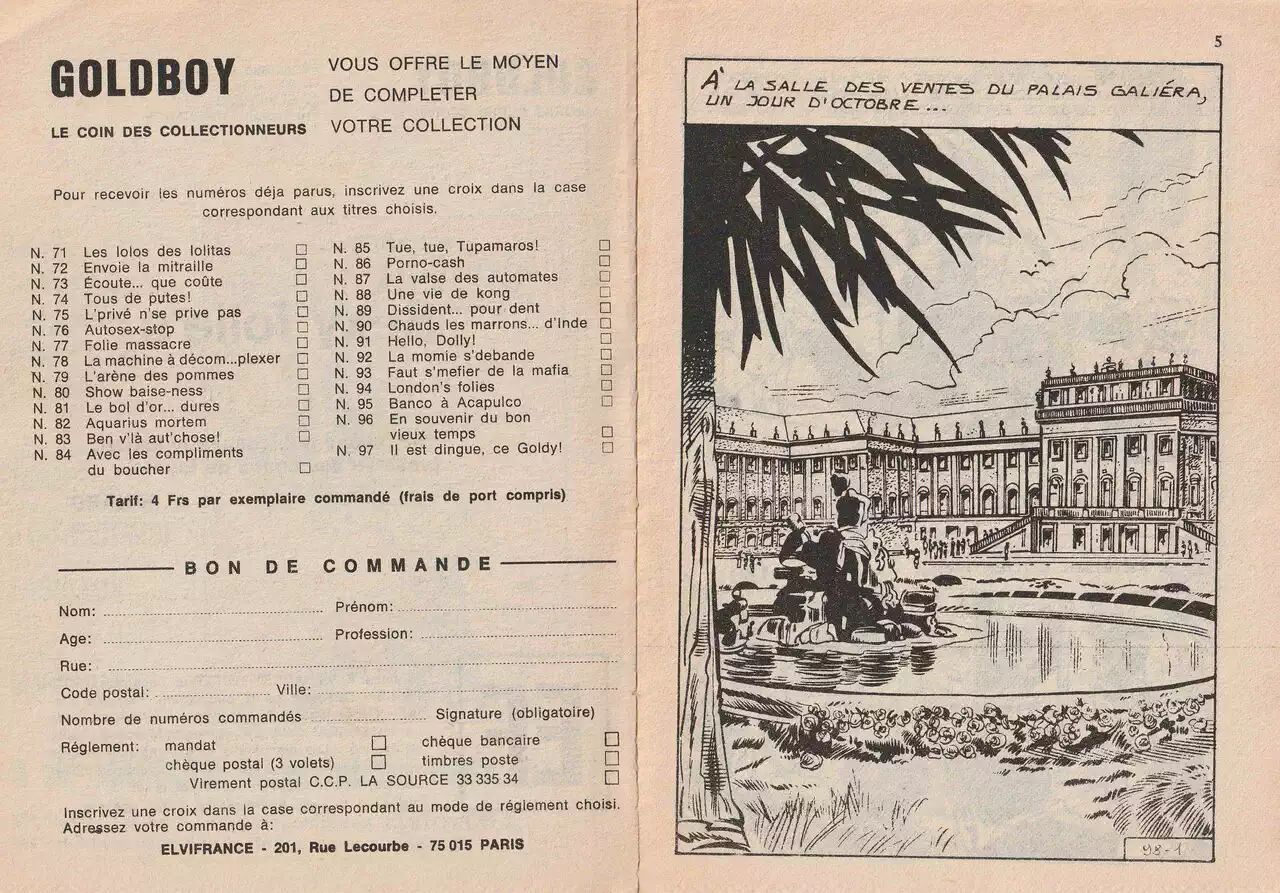 GOLDBOY
LE COIN DES COLLECTIONNEURS
VOUS OFFRE LE MOYEN
DE COMPLETER
VOTRE COLLECTION
Pour recevoir les numéros déja parus, inscrivez une croix dans la case
correspondant aux titres choisis.
N. 71 Les lolos des lolitas
N. 72 Envoie la mitraille
N. 73 Écoute... que coûte
N. 74 Tous de putes!
N. 75 L'privé n'se prive pas
N. 76 Autosex-stop
N. 77 Folie massacre
N. 78 La machine à décom...plexer
N. 79 L'arène des pommes
N. 80 Show baise-ness
N. 81 Le bol d'or... dures
N. 82 Aquarius mortem
N. 83 Ben v'là aut'chose!
N. 84 Avec les compliments
du boucher
N. 85 Tue, tue, Tupamaros!
N. 86 Porno-cash
N. 87 La valse des automates
N. 88 Une vie de kong
N. 89 Dissident... pour dent
N. 90 Chauds les marrons... d'Inde
N. 91 Hello, Dolly!
N. 92 La momie s'debande
N. 93 Faut s'mefier de la mafia
N. 94 London's folies
N. 95 Banco à Acapulco
N. 96 En souvenir du bon
vieux temps
N. 97 Il est dingue, ce Goldy!
Tarif: 4 Frs par exemplaire commandé (frais de port compris)
BON DE COMMANDE
Nom: Prénom:
Age: Profession:
Rue:
Code postal: Ville:
Nombre de numéros commandés Signature (obligatoire)
Réglement: mandat chèque bancaire
chèque postal (3 volets) timbres poste
Virement postal C.C.P. LA SOURCE 33 335 34
Inscrivez une croix dans la case correspondant au mode de réglement choisi.
Adressez votre commande à:
ELVIFRANCE - 201, Rue Lecourbe - 75 015 PARIS
5
À LA SALLE DES VENTES DU PALAIS GALIÉRA,
UN JOUR D'OCTOBRE...
98-1